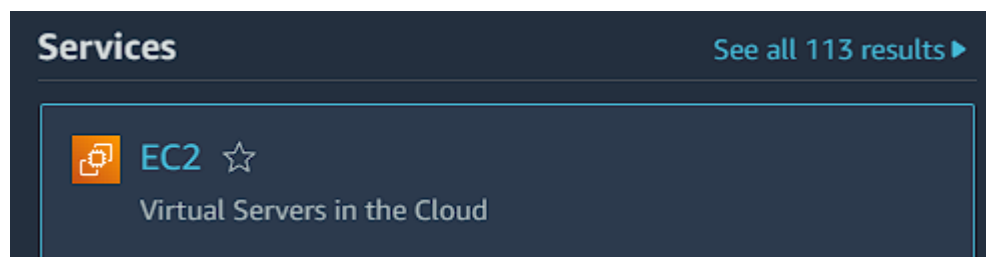 Services
See all 113 results
EC2
Virtual Servers in the Cloud